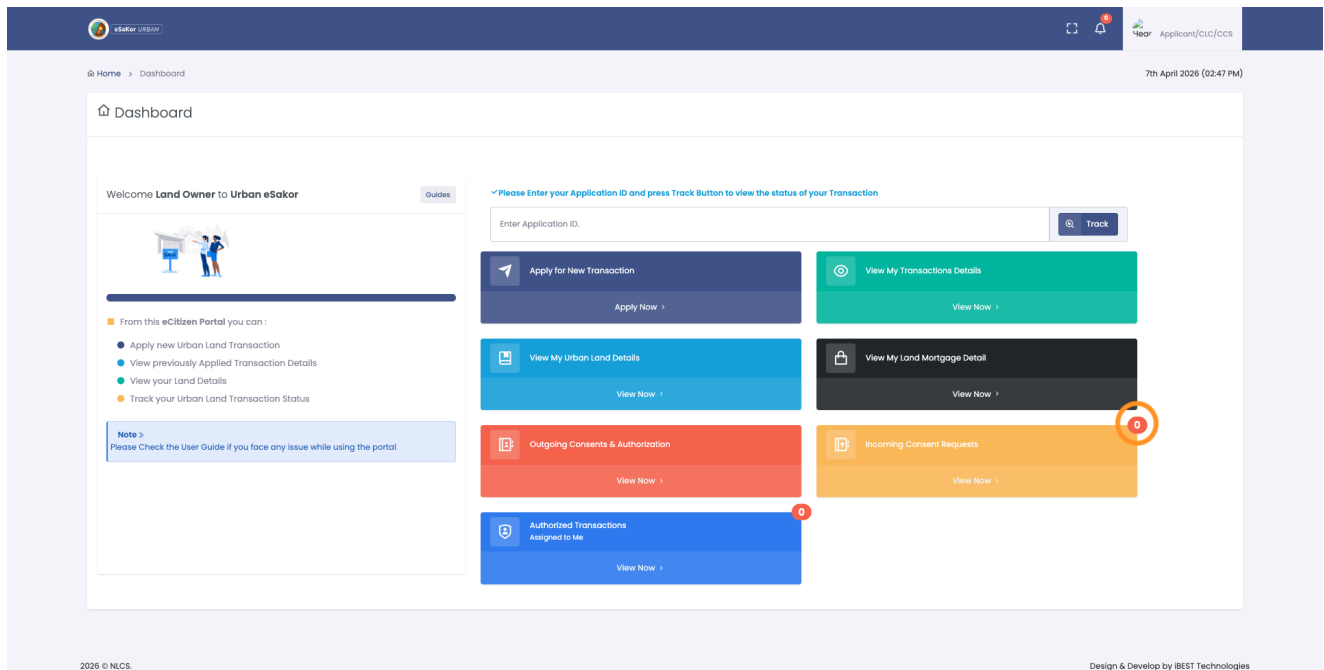 eSaKor URBAN
0
Applicant/CLC/CCS
Home > Dashboard
7th April 2026 (02:47 PM)
Dashboard
Welcome Land Owner to Urban eSakor
Guides
SALE
From this eCitizen Portal you can :
Apply new Urban Land Transaction
View previously Applied Transaction Details
View your Land Details
Track your Urban Land Transaction Status
Note »
Please Check the User Guide if you face any issue while using the portal
Please Enter your Application ID and press Track Button to view the status of your Transaction
Enter Application ID.
Track
Apply for New Transaction
Apply Now >
View My Transactions Details
View Now >
View My Urban Land Details
View Now >
View My Land Mortgage Detail
View Now >
Outgoing Consents & Authorization
View Now >
0
Incoming Consent Requests
View Now >
0
Authorized Transactions
Assigned to Me
View Now >
2026 © NLCS.
Design & Develop by iBEST Technologies